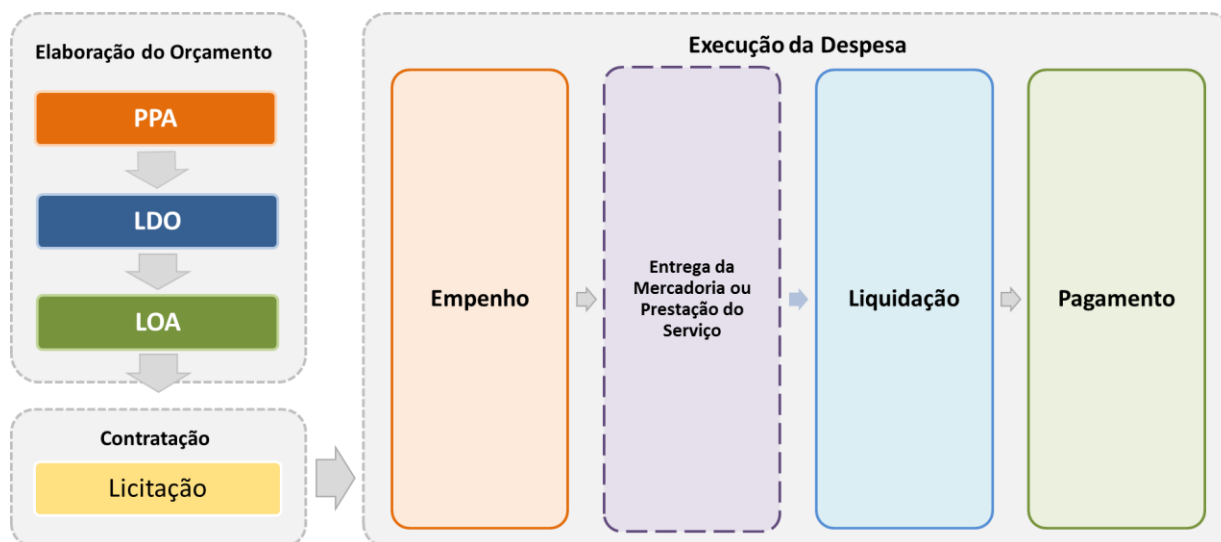 Elaboração do Orçamento
PPA
LDO
LOA
Contratação
Licitação
Execução da Despesa
Empenho
Entrega da
Mercadoria ou
Prestação do
Serviço
Liquidação
Pagamento